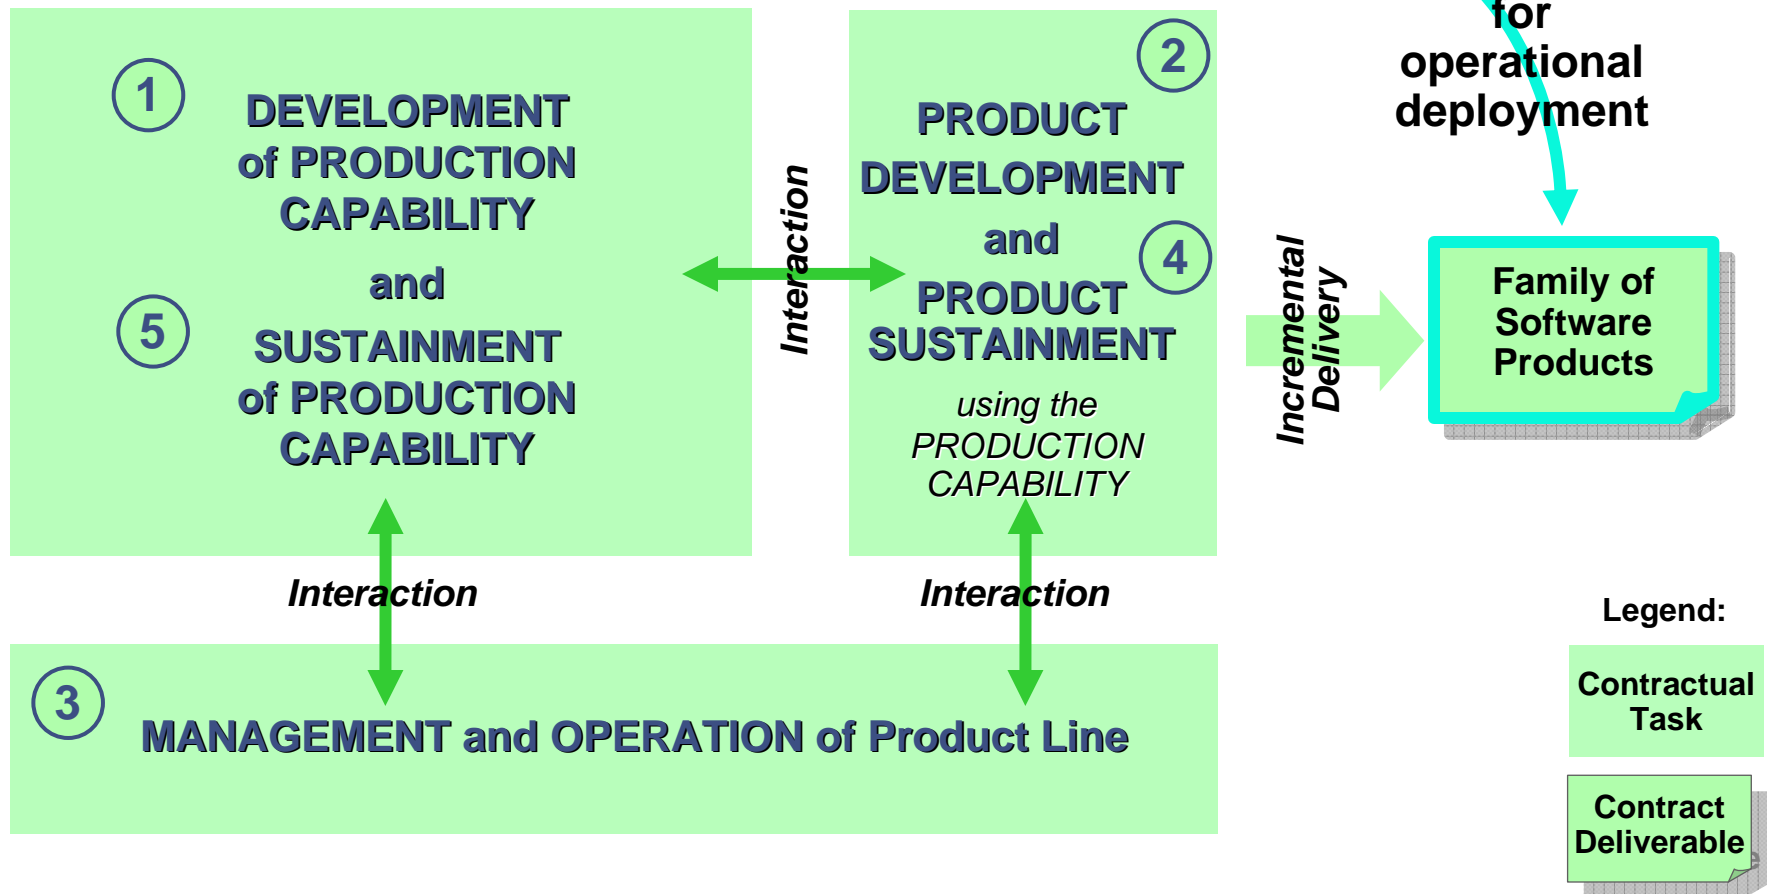 1
DEVELOPMENT
of PRODUCTION
CAPABILITY
and
5
SUSTAINMENT
of PRODUCTION
CAPABILITY
Interaction
2
PRODUCT
DEVELOPMENT
and
4
PRODUCT
SUSTAINMENT
using the
PRODUCTION
CAPABILITY
Incremental
Delivery
for
operational
deployment
Family of
Software
Products
Interaction
Interaction
3
MANAGEMENT and OPERATION of Product Line
Legend:
Contractual
Task
Contract
Deliverable